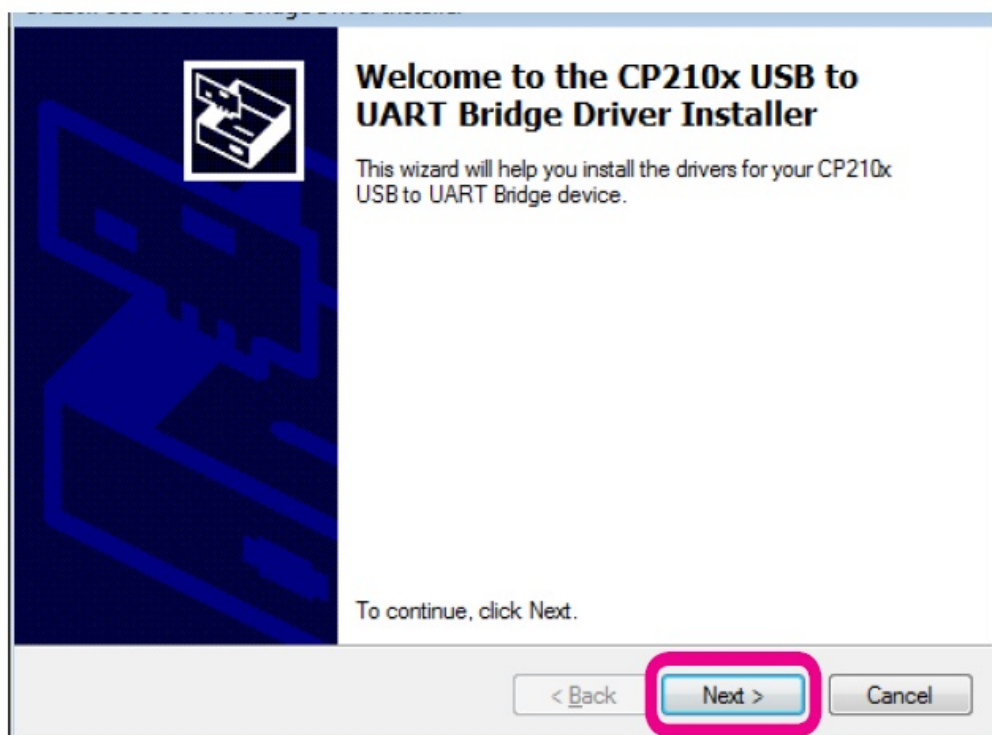 Welcome to the CP210x USB to
UART Bridge Driver Installer
This wizard will help you install the drivers for your CP210x
USB to UART Bridge device.
To continue, click Next.
< Back
Next >
Cancel